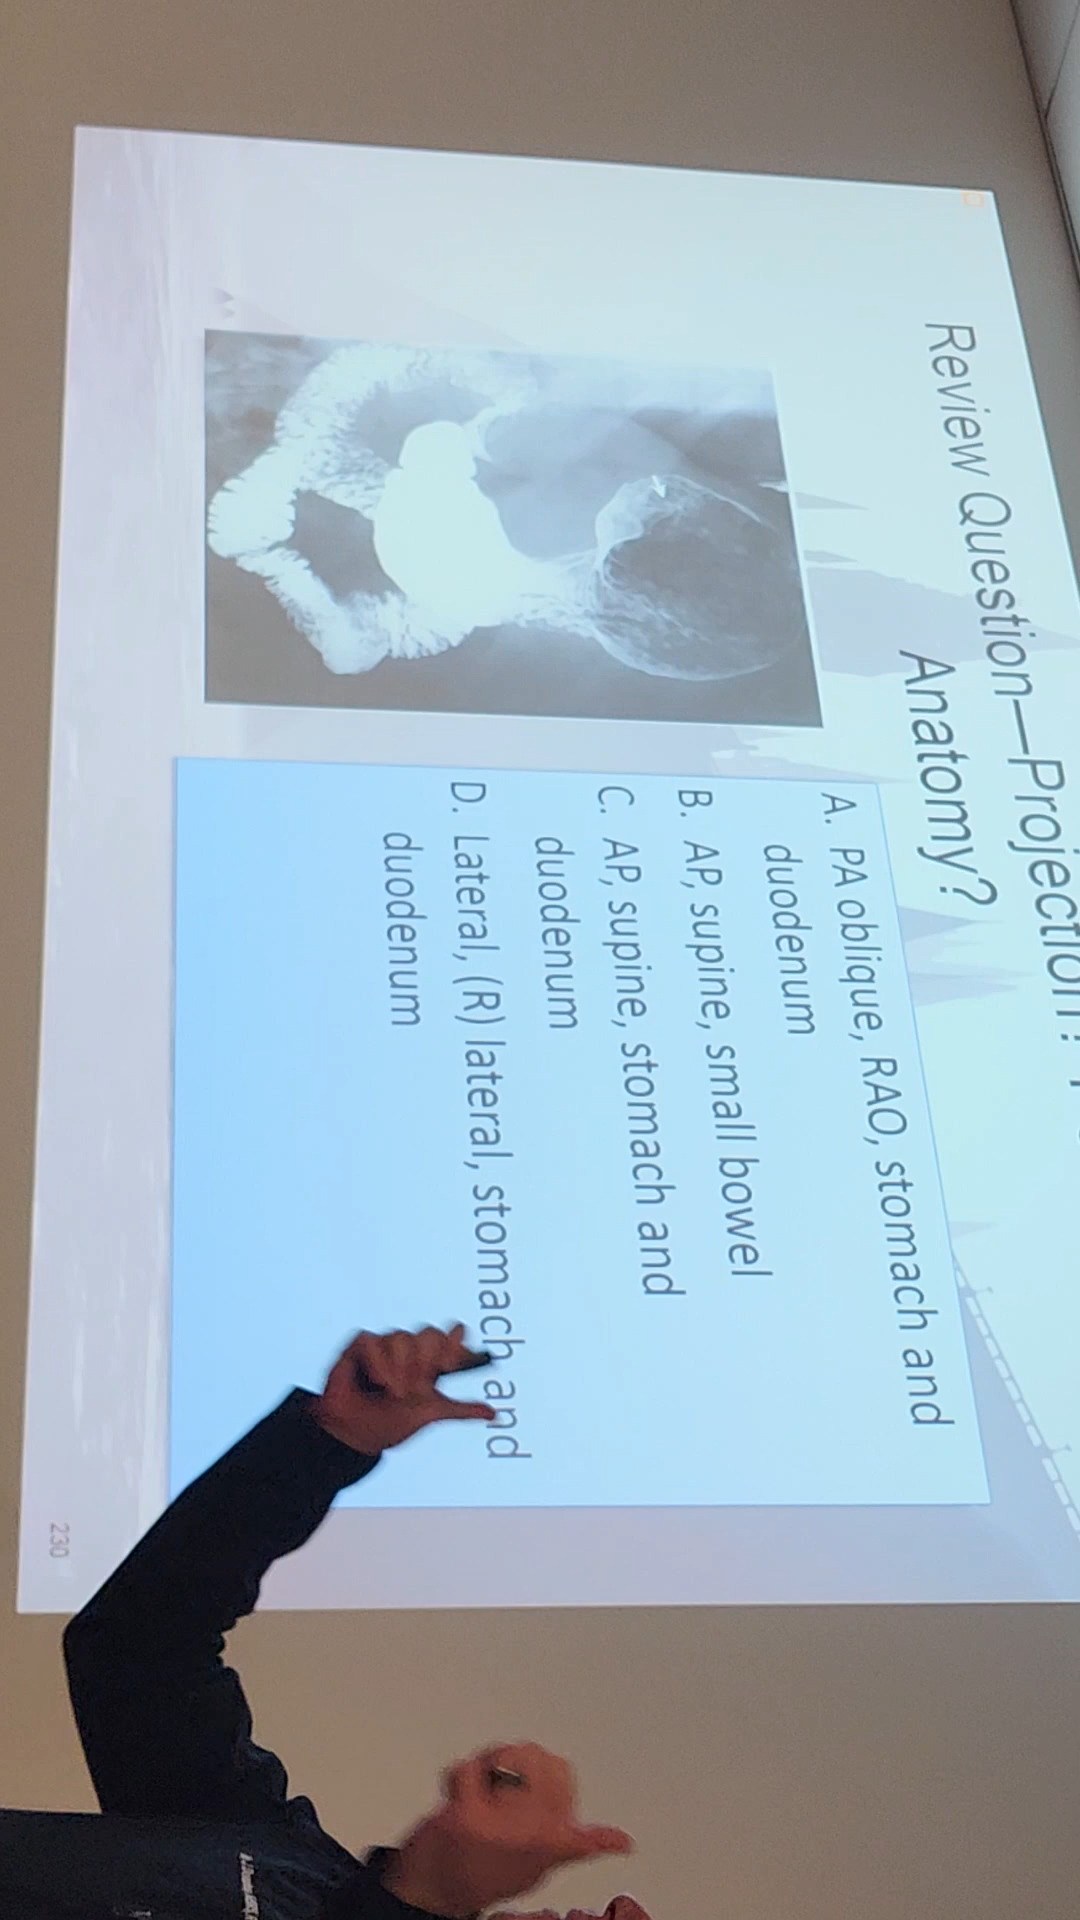 Review Question—Projection?
Anatomy?
A. PA oblique, RAO, stomach and
duodenum
B. AP, supine, small bowel
C. AP, supine, stomach and
duodenum
D. Lateral, (R) lateral, stomach and
duodenum
230